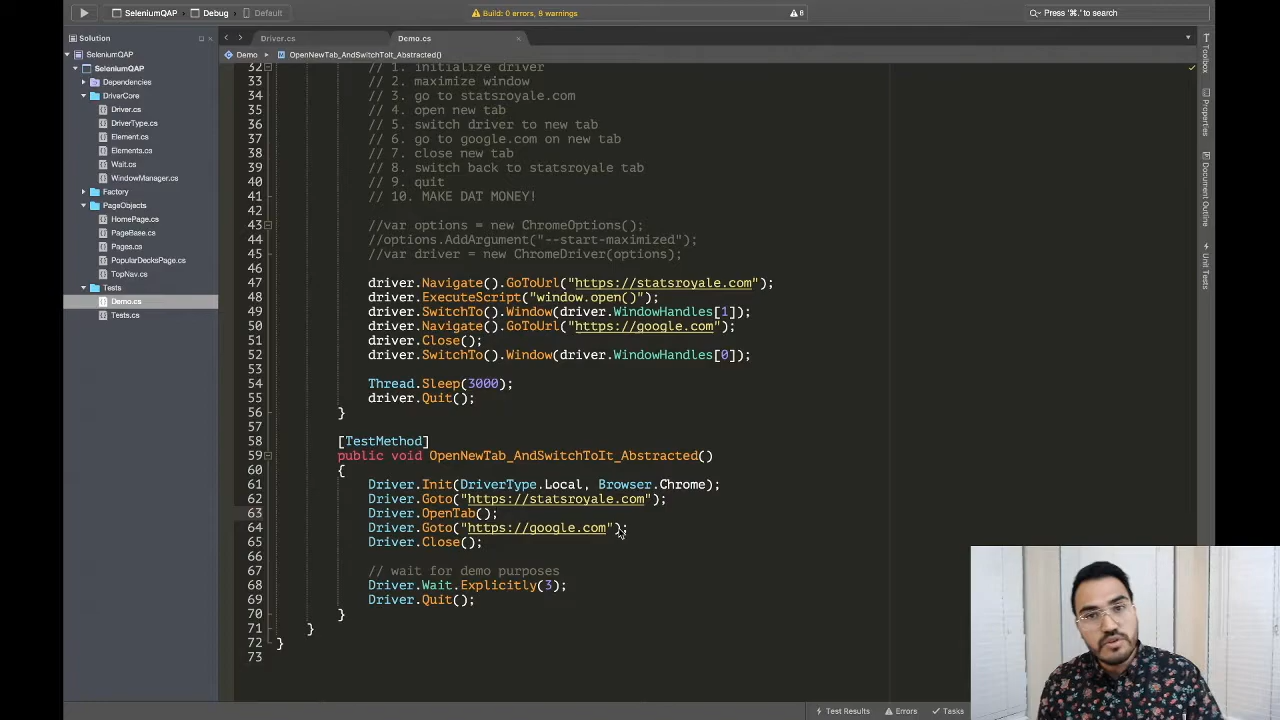 SeleniumQAP > Debug > Default
Build: 0 errors, 8 warnings
8
Press '⌘.' to search
Solution
Driver.cs
Demo.cs
Demo
OpenNewTab_AndSwitchToIt_Abstracted()
SeleniumQAP
SeleniumQAP
Dependencies
DriverCore
Driver.cs
DriverType.cs
Element.cs
Elements.cs
Wait.cs
WindowManager.cs
Factory
PageObjects
HomePage.cs
PageBase.cs
Pages.cs
PopularDecksPage.cs
TopNav.cs
Tests
Demo.cs
Tests.cs
32 // 1. initialize driver
33 // 2. maximize window
34 // 3. go to statsroyale.com
35 // 4. open new tab
36 // 5. switch driver to new tab
37 // 6. go to google.com on new tab
38 // 7. close new tab
39 // 8. switch back to statsroyale tab
40 // 9. quit
41 // 10. MAKE DAT MONEY!
42
43 //var options = new ChromeOptions();
44 //options.AddArgument("--start-maximized");
45 //var driver = new ChromeDriver(options);
46
47 driver.Navigate().GoToUrl("https://statsroyale.com");
48 driver.ExecuteScript("window.open()");
49 driver.SwitchTo().Window(driver.WindowHandles[1]);
50 driver.Navigate().GoToUrl("https://google.com");
51 driver.Close();
52 driver.SwitchTo().Window(driver.WindowHandles[0]);
53
54 Thread.Sleep(3000);
55 driver.Quit();
56 }
57
58 [TestMethod]
59 public void OpenNewTab_AndSwitchToIt_Abstracted()
60 {
61 Driver.Init(DriverType.Local, Browser.Chrome);
62 Driver.Goto("https://statsroyale.com");
63 Driver.OpenTab();
64 Driver.Goto("https://google.com");
65 Driver.Close();
66
67 // wait for demo purposes
68 Driver.Wait.Explicitly(3);
69 Driver.Quit();
70 }
71 }
72 }
73
Toolbox
Properties
Document Outline
Unit Tests
Test Results
Errors
Tasks